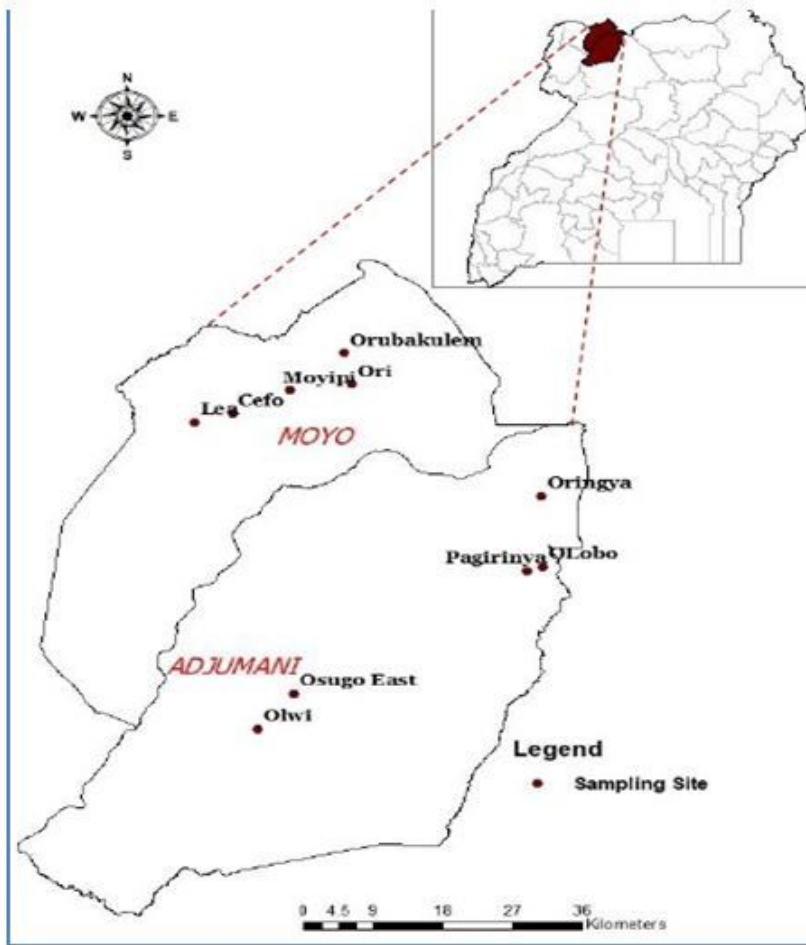 N
W E
S
Orubakulem
Moyipi Ori
Lea Cefo
MOYO
Oringya
Pagirinya OLobo
ADJUMANI
Osugo East
Olwi
Legend
Sampling Site
0 4.5 9 18 27 36
Kilometers